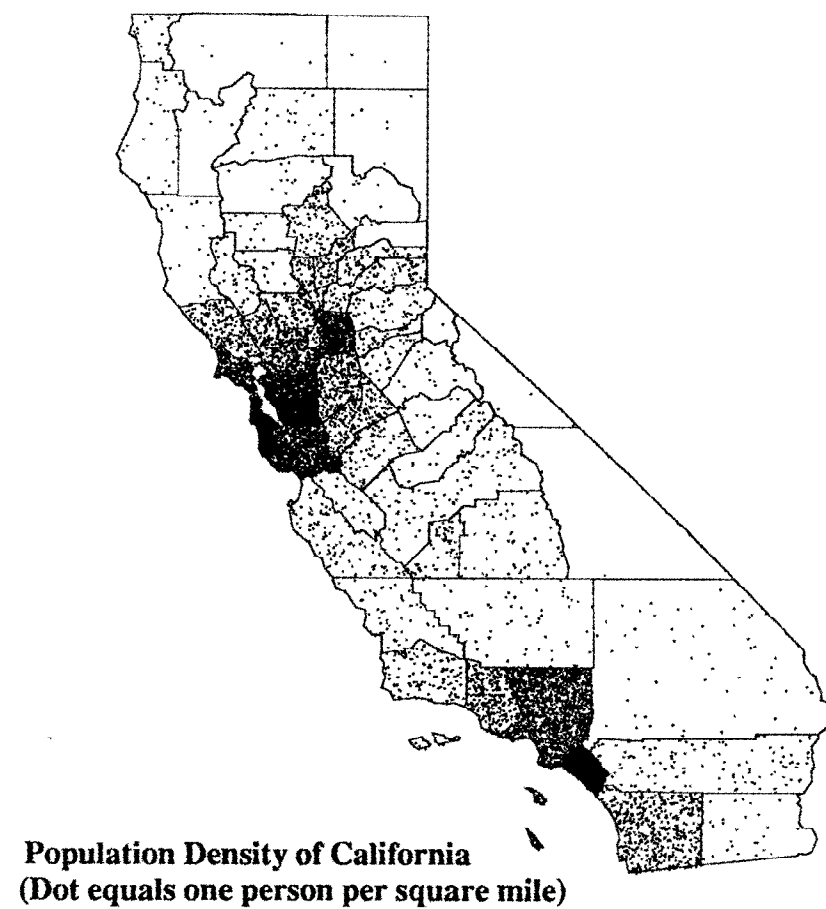 Population Density of California
(Dot equals one person per square mile)